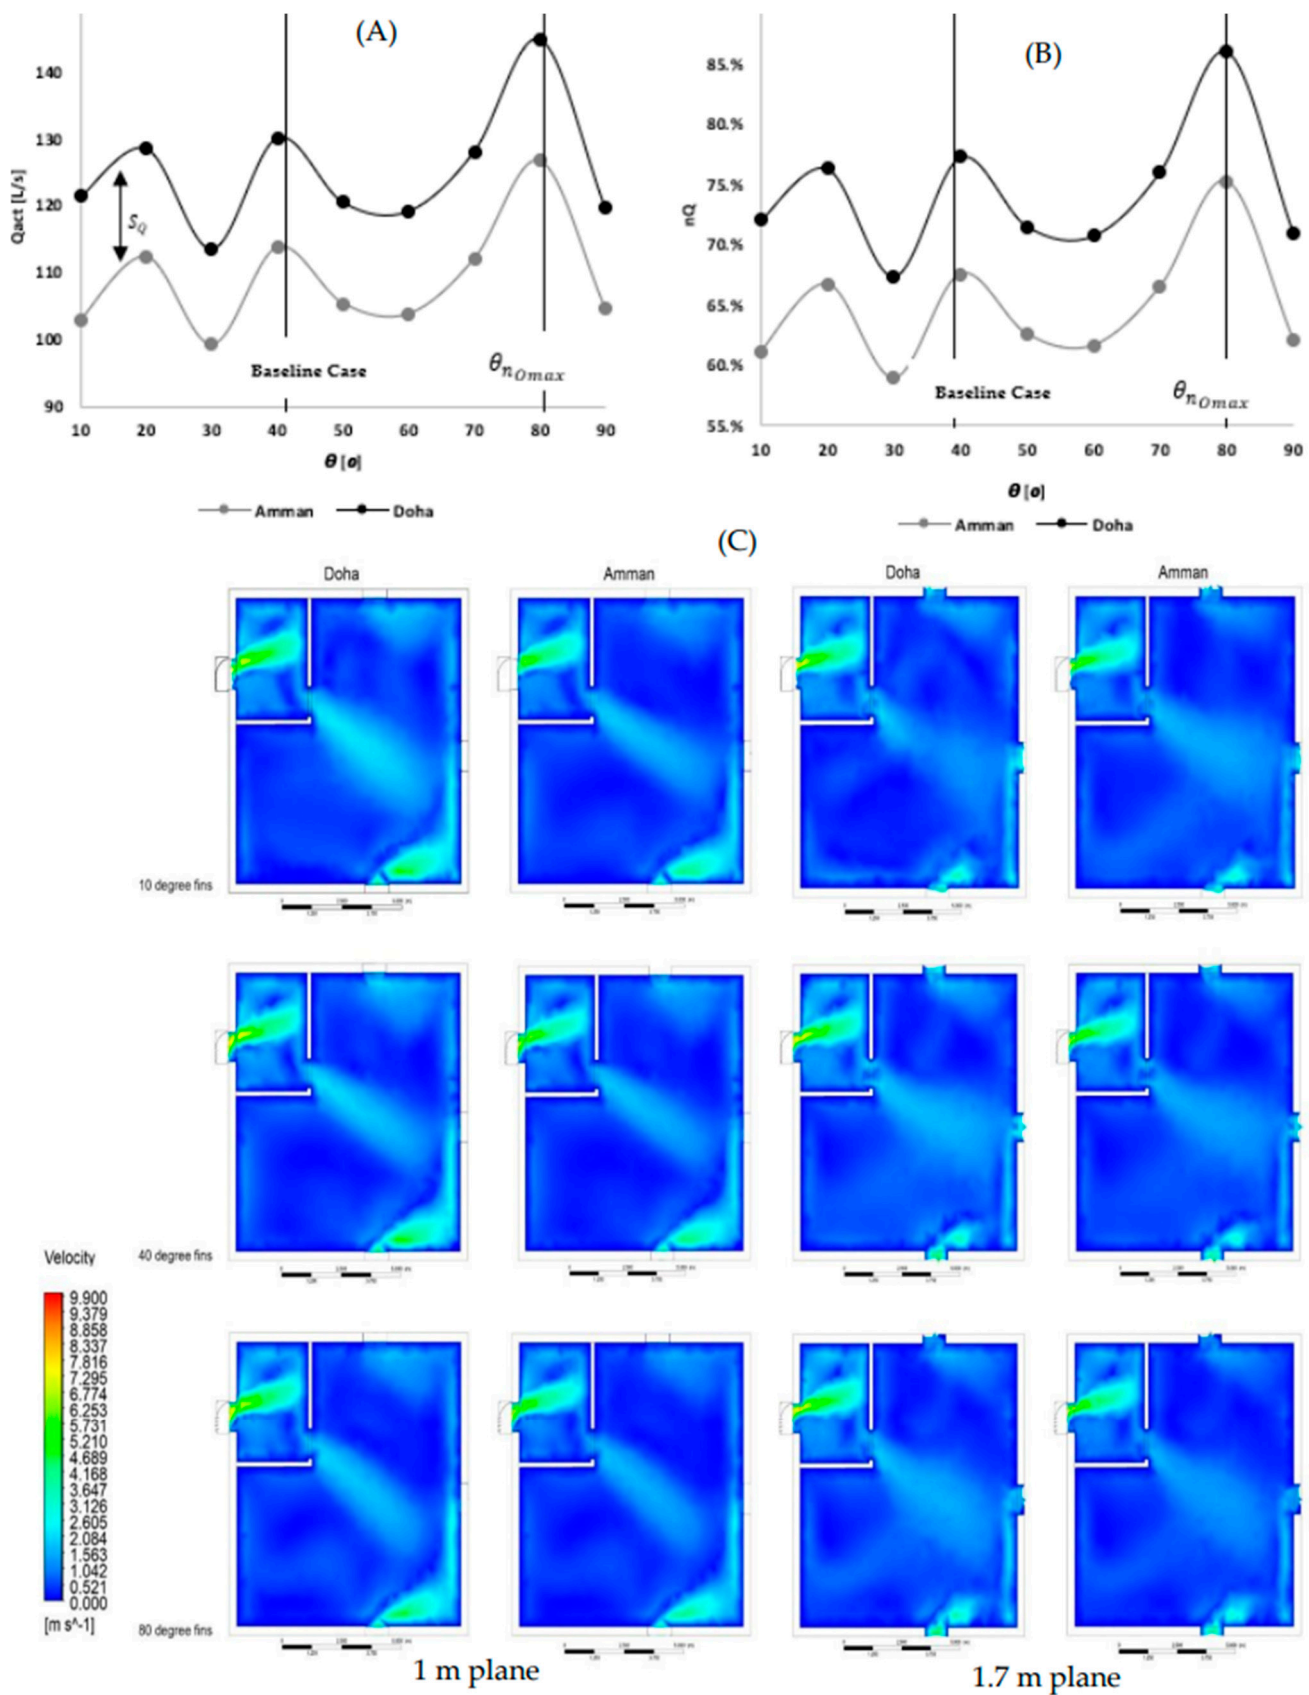 (A)
140
130
120
110
100
90
Qact [L/s]
SQ
Baseline Case
θnOmax
10 20 30 40 50 60 70 80 90
θ [ø]
Amman Doha
(B)
85.%
80.%
75.%
70.%
65.%
60.%
55.%
nQ
Baseline Case
θnOmax
10 20 30 40 50 60 70 80 90
θ [ø]
Amman Doha
(C)
Doha Amman Doha Amman
10 degree fins
40 degree fins
80 degree fins
Velocity
9.900
9.379
8.858
8.337
7.816
7.295
6.774
6.253
5.731
5.210
4.689
4.168
3.647
3.126
2.605
2.084
1.563
1.042
0.521
0.000
[m s^-1]
1 m plane
1.7 m plane